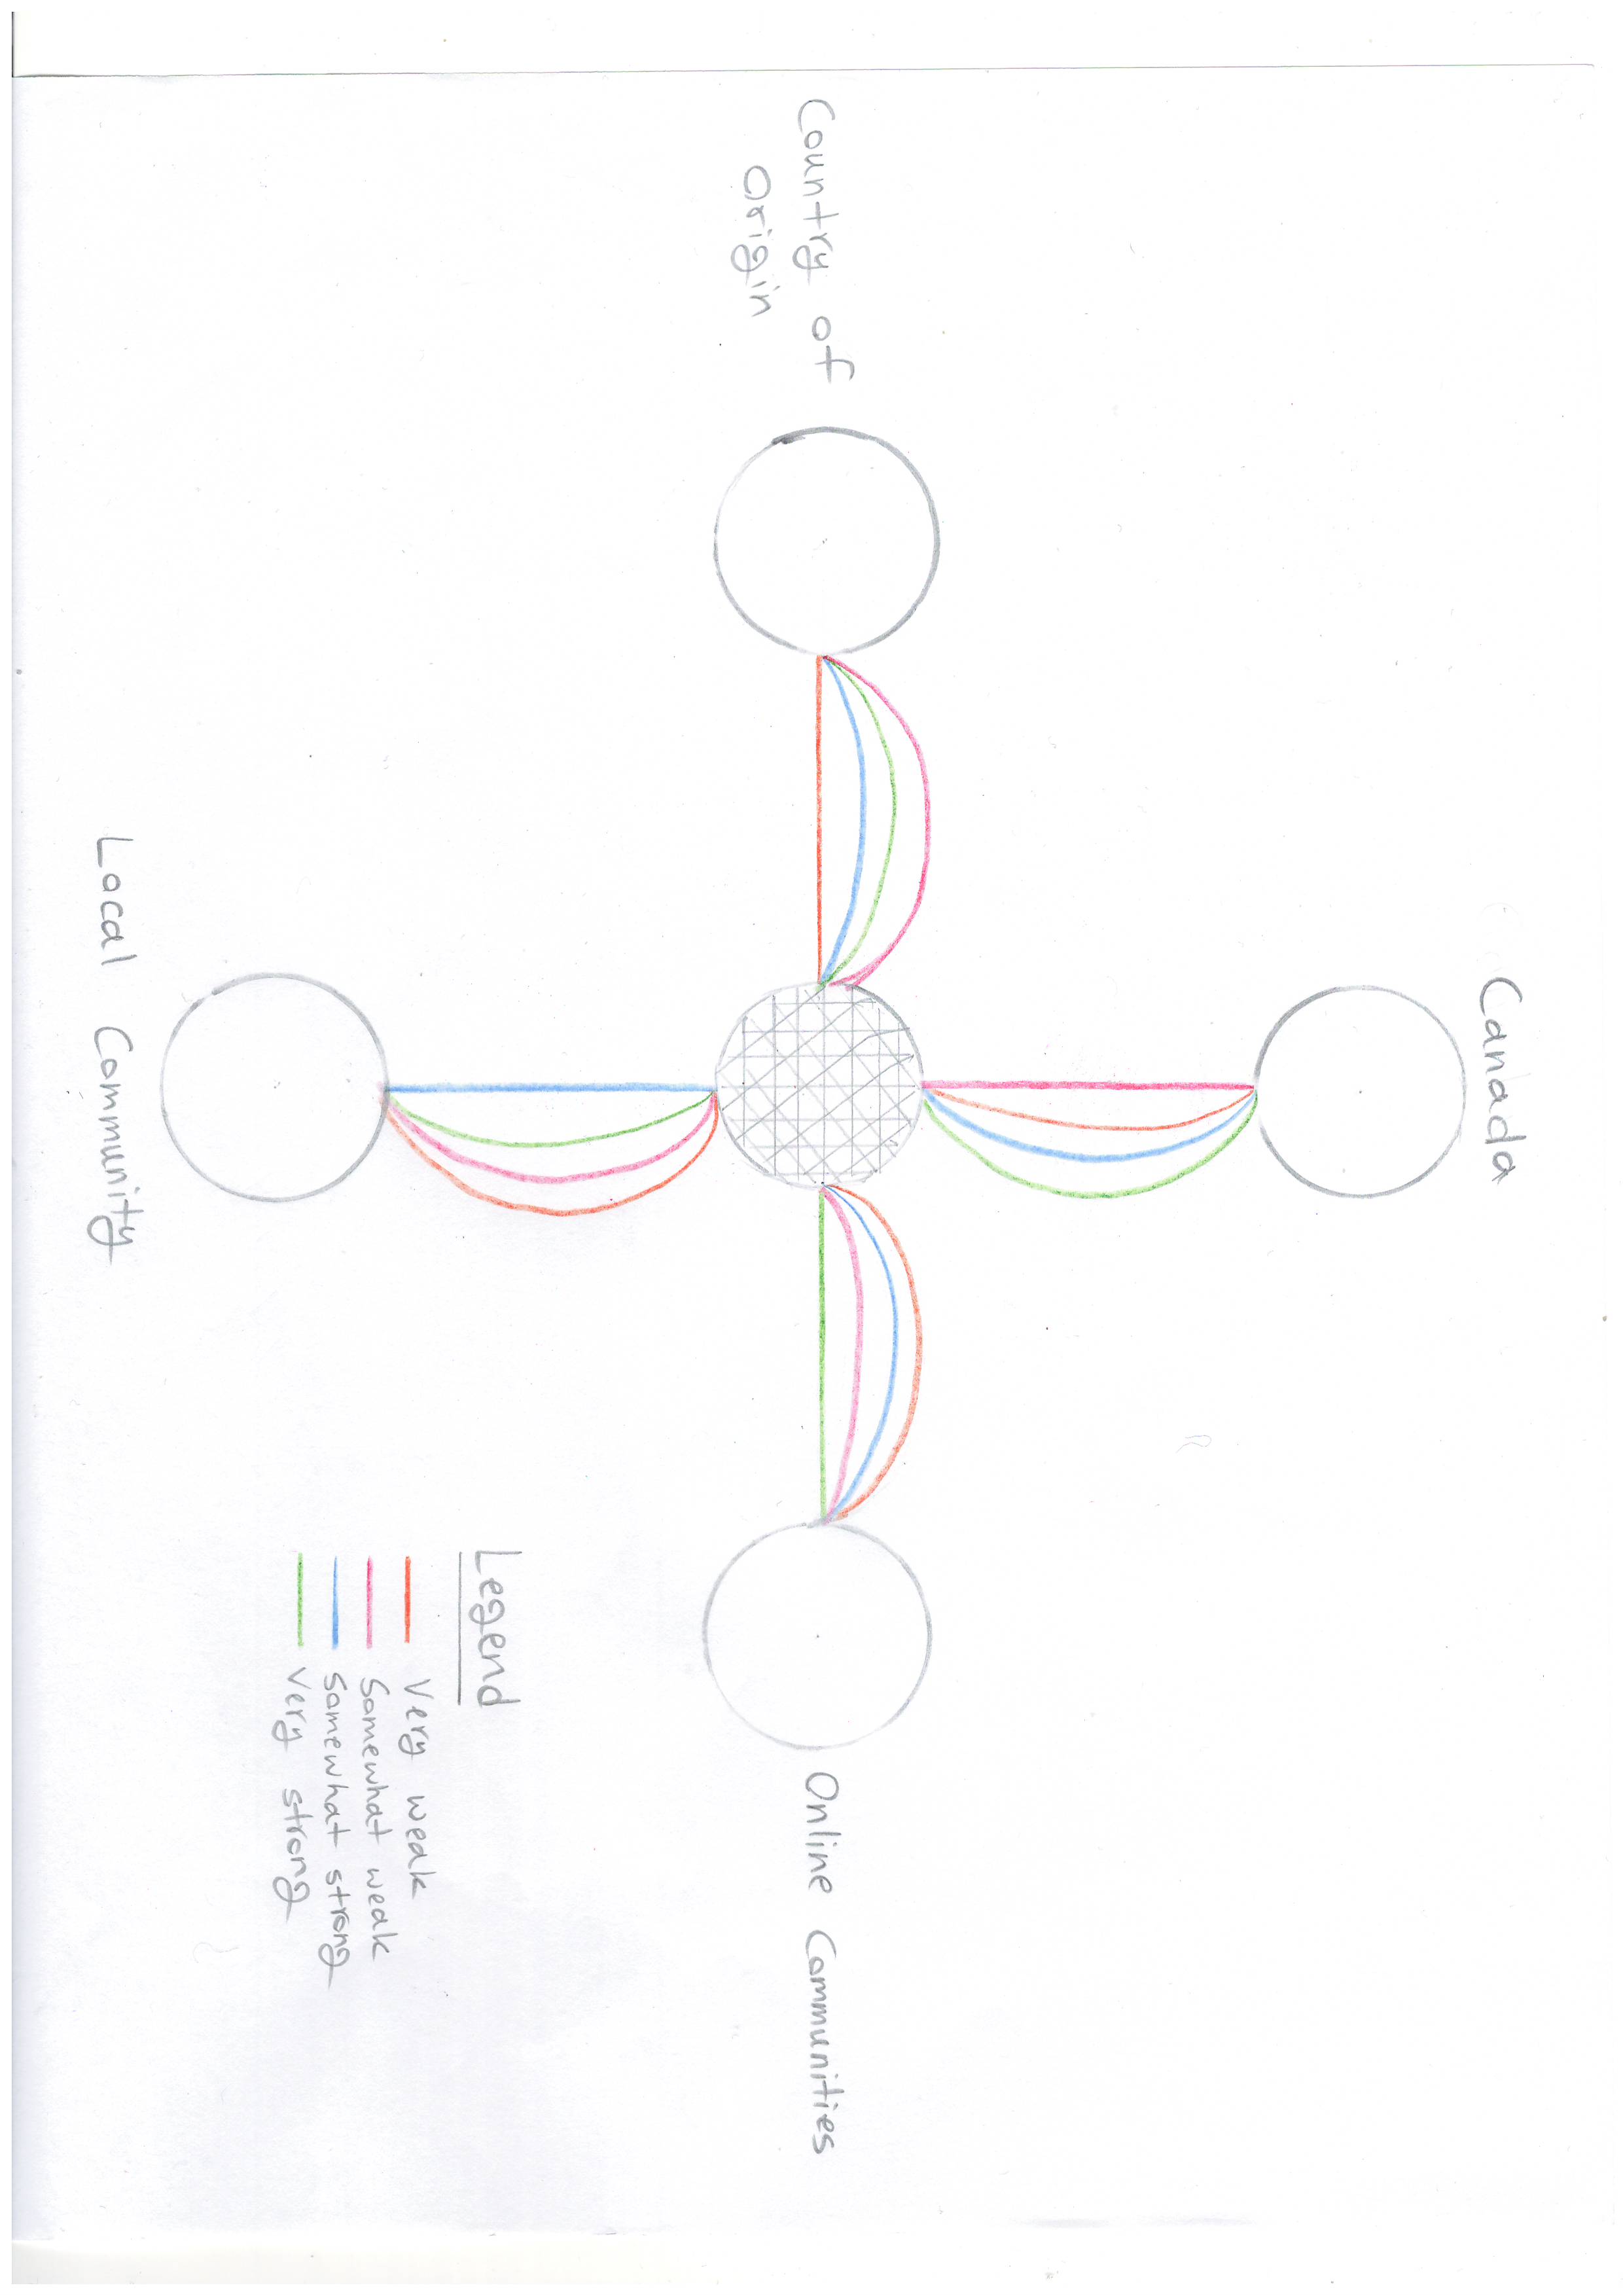 Canada
Country of
Origin
Online Communities
Local Community
Legend
Very weak
Somewhat weak
Somewhat strong
Very strong